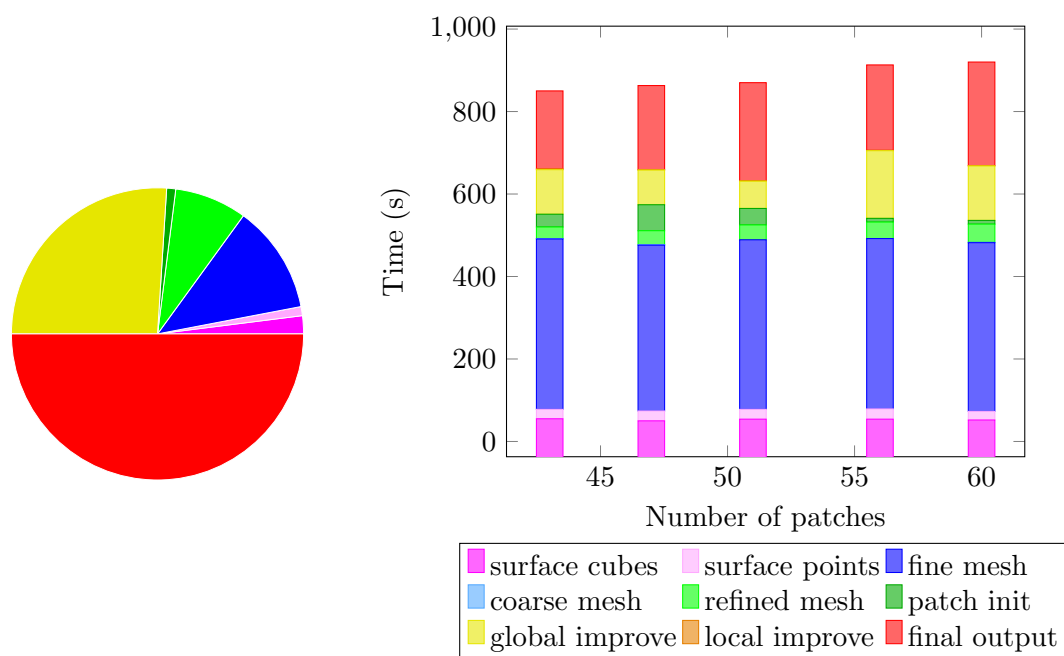 1,000
800
600
400
200
0
Time (s)
45 50 55 60
Number of patches
surface cubes surface points fine mesh
coarse mesh refined mesh patch init
global improve local improve final output